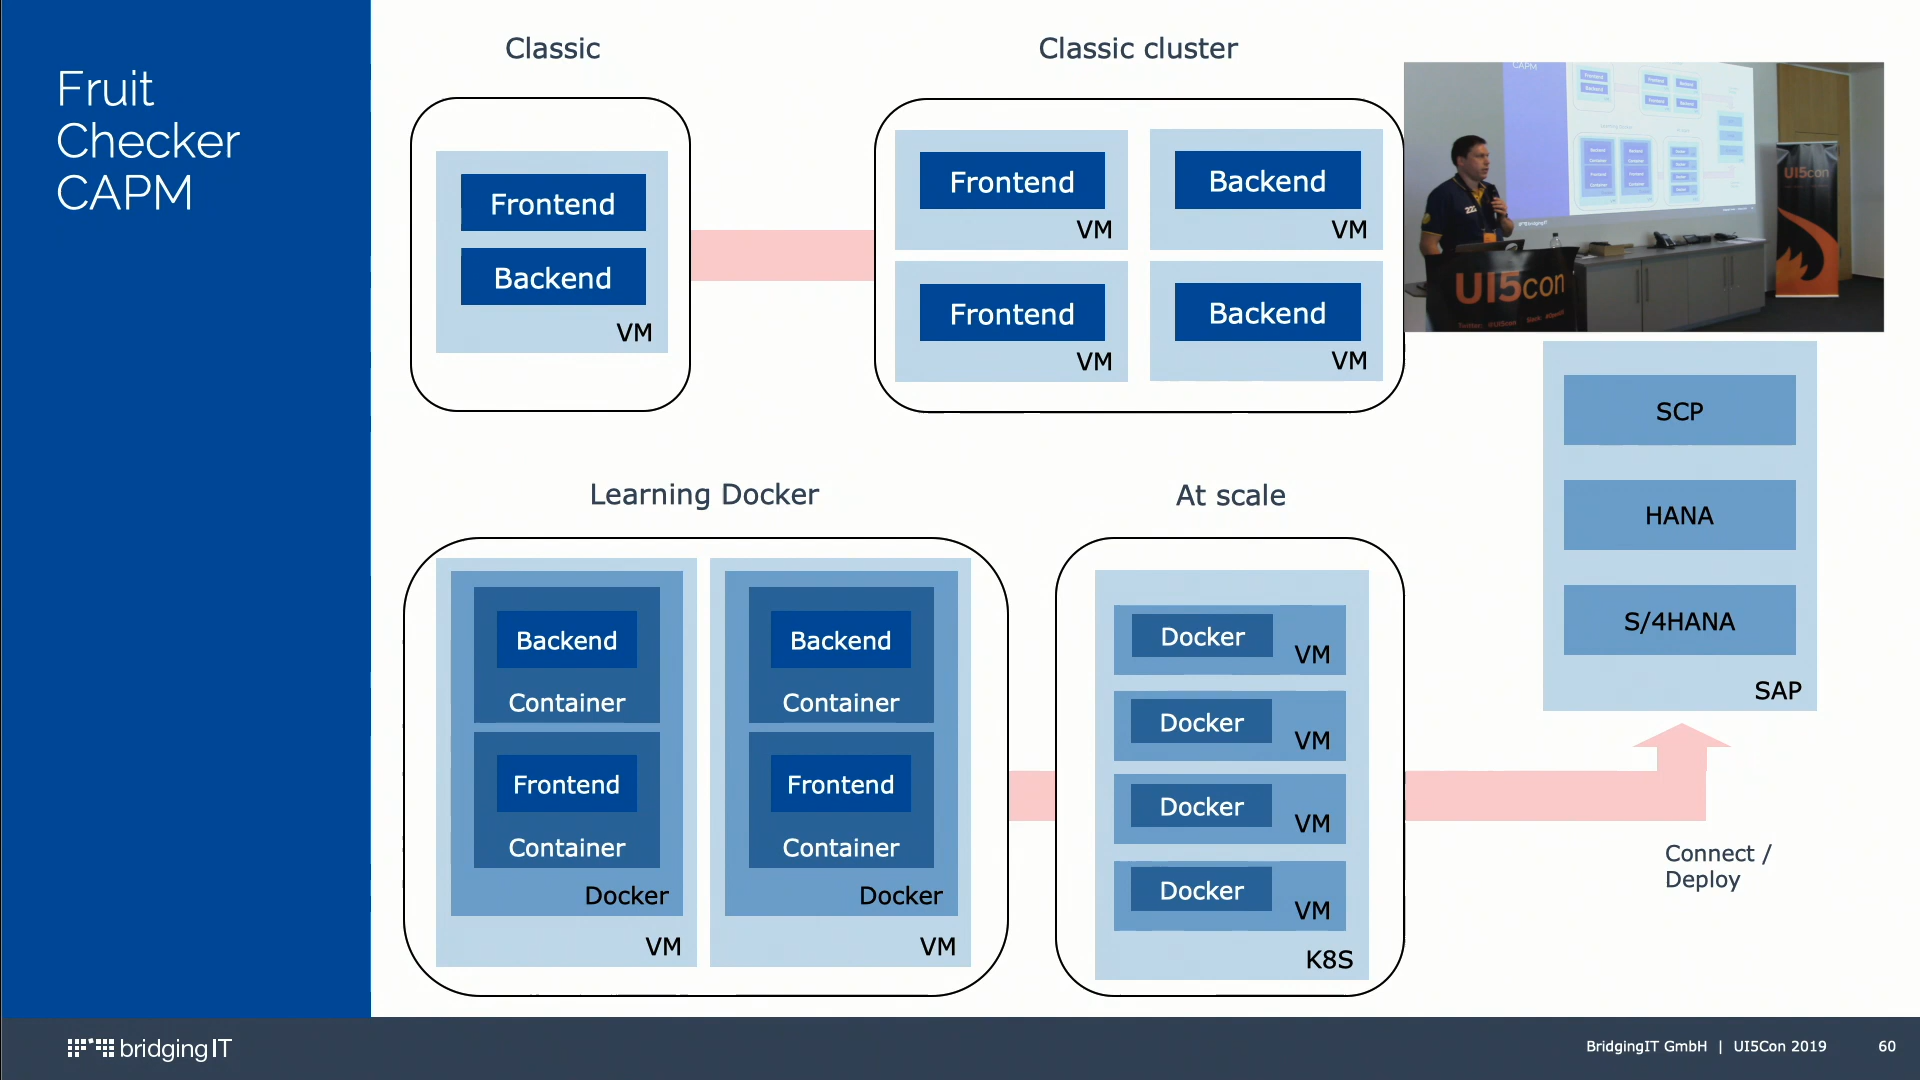 Fruit
Checker
CAPM
Classic
Frontend
Backend
VM
Classic cluster
Frontend
VM
Backend
VM
Frontend
VM
Backend
VM
UI5con
UI5con
SCP
HANA
S/4HANA
SAP
Learning Docker
Backend
Container
Frontend
Container
Docker
VM
Backend
Container
Frontend
Container
Docker
VM
At scale
Docker
VM
Docker
VM
Docker
VM
Docker
VM
K8S
Connect /
Deploy
bridgingIT
BridgingIT GmbH | UI5Con 2019
60